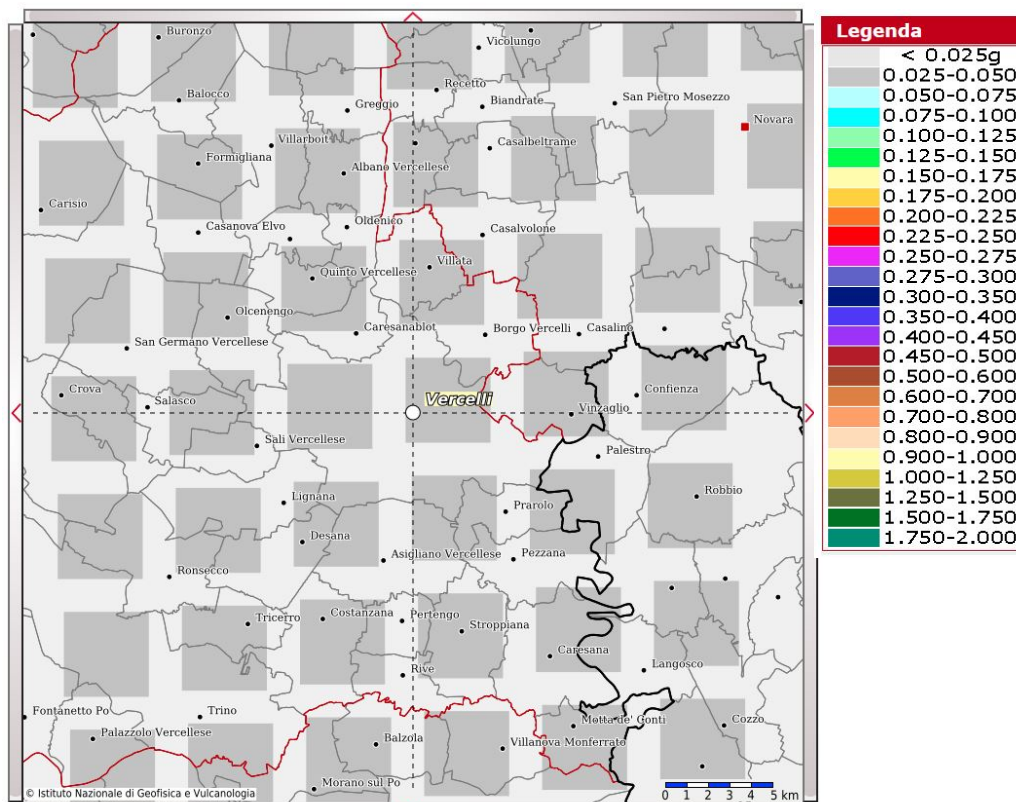 Buronzo
Vicolungo
Recetto
Balocco
Greggio
Biandrate
San Pietro Mosezzo
Novara
Villarboit
Casalbeltrame
Formigliana
Albano Vercellese
Carisio
Casanova Elvo
Oldenico
Casalvolone
Villata
Quinto Vercellese
Olcenengo
Caresanablot
Borgo Vercelli
Casalino
San Germano Vercellese
Crova
Salasco
Vercelli
Vinzaglio
Confienza
Sali Vercellese
Palestro
Robbio
Lignana
Prarolo
Desana
Asigliano Vercellese
Pezzana
Ronsecco
Tricerro
Costanzana
Pertengo
Stroppiana
Caresana
Langosco
Rive
Fontanetto Po
Trino
Motta de' Conti
Cozzo
Palazzolo Vercellese
Balzola
Villanova Monferrato
Morano sul Po
© Istituto Nazionale di Geofisica e Vulcanologia
0 1 2 3 4 5 km
Legenda
< 0.025g
0.025-0.050
0.050-0.075
0.075-0.100
0.100-0.125
0.125-0.150
0.150-0.175
0.175-0.200
0.200-0.225
0.225-0.250
0.250-0.275
0.275-0.300
0.300-0.350
0.350-0.400
0.400-0.450
0.450-0.500
0.500-0.600
0.600-0.700
0.700-0.800
0.800-0.900
0.900-1.000
1.000-1.250
1.250-1.500
1.500-1.750
1.750-2.000